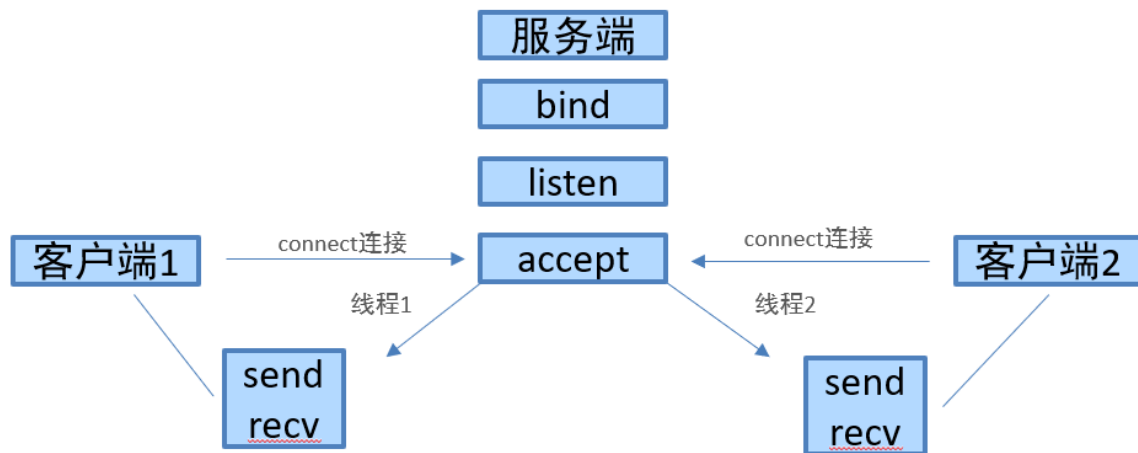 服务端
bind
listen
connect连接
connect连接
客户端1
accept
客户端2
线程1
线程2
send
recv
send
recv